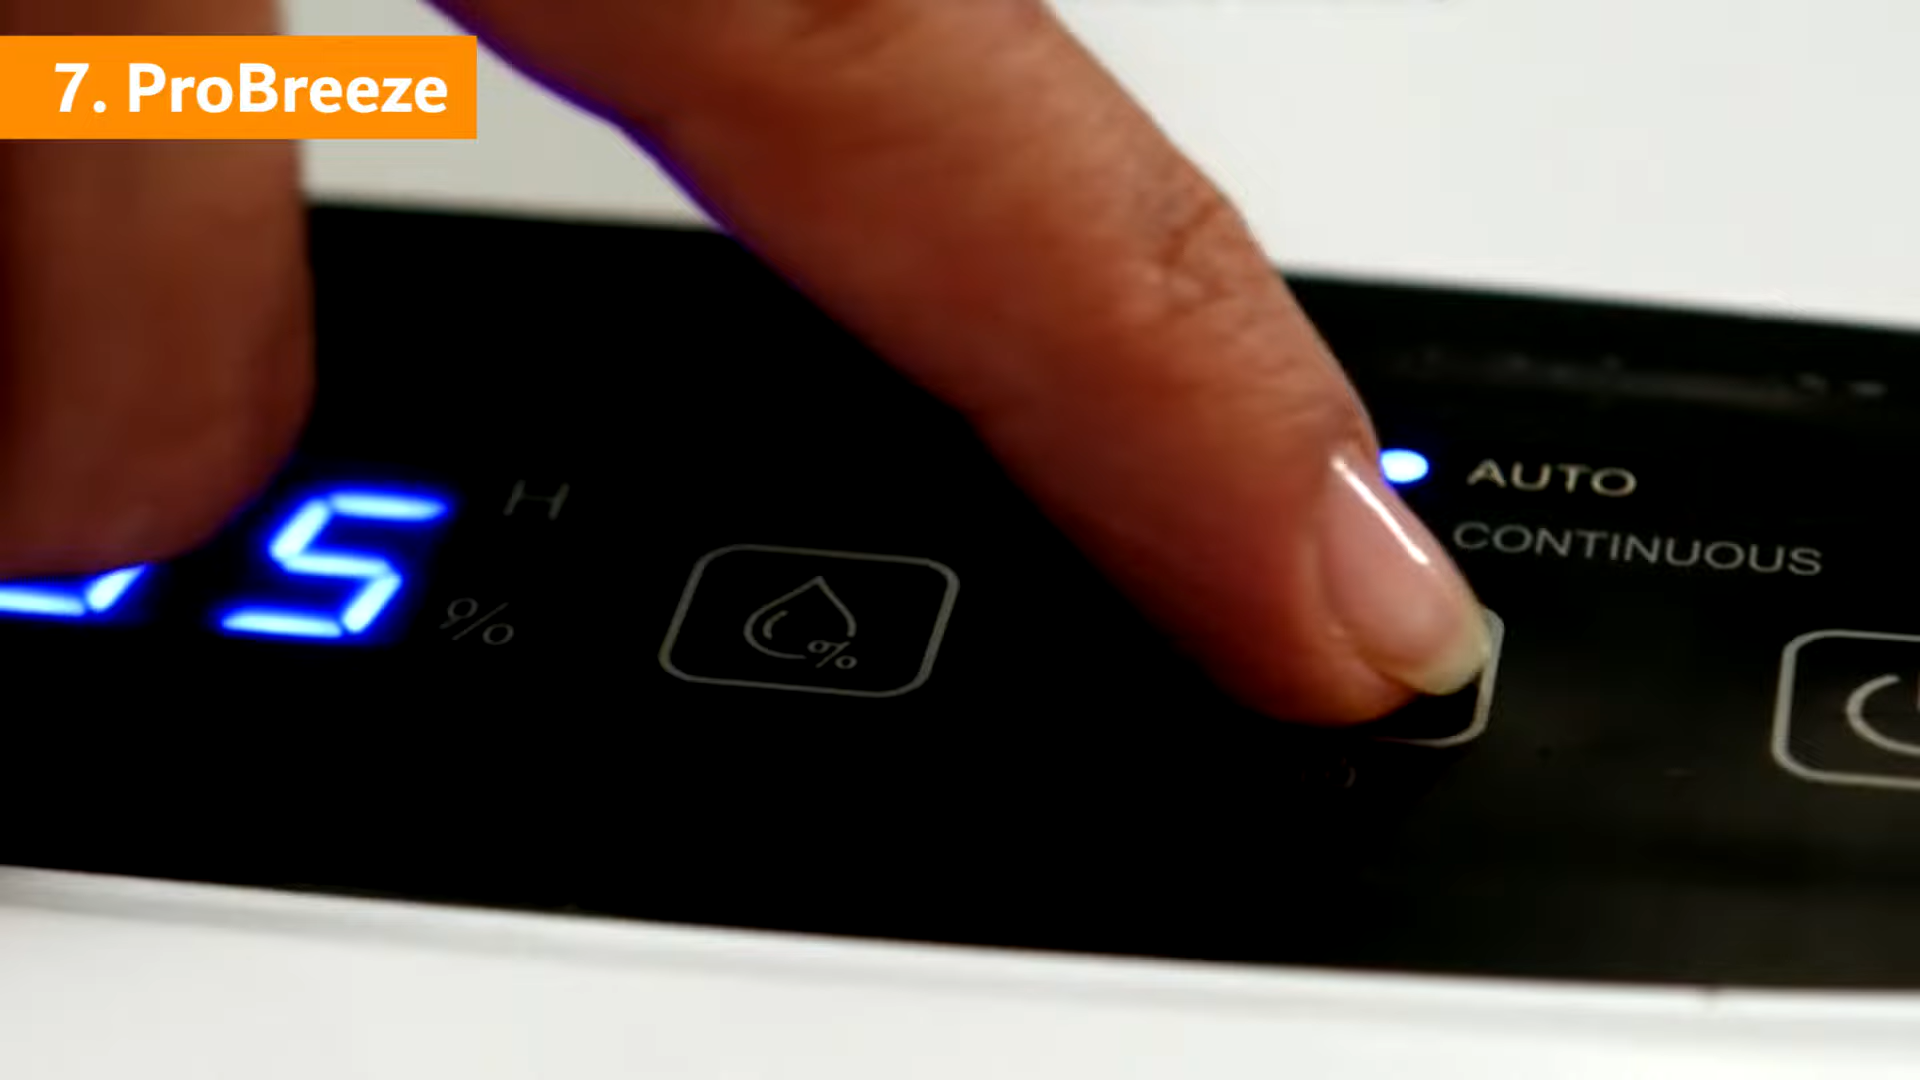 7. ProBreeze
5 H
%
%
AUTO
CONTINUOUS